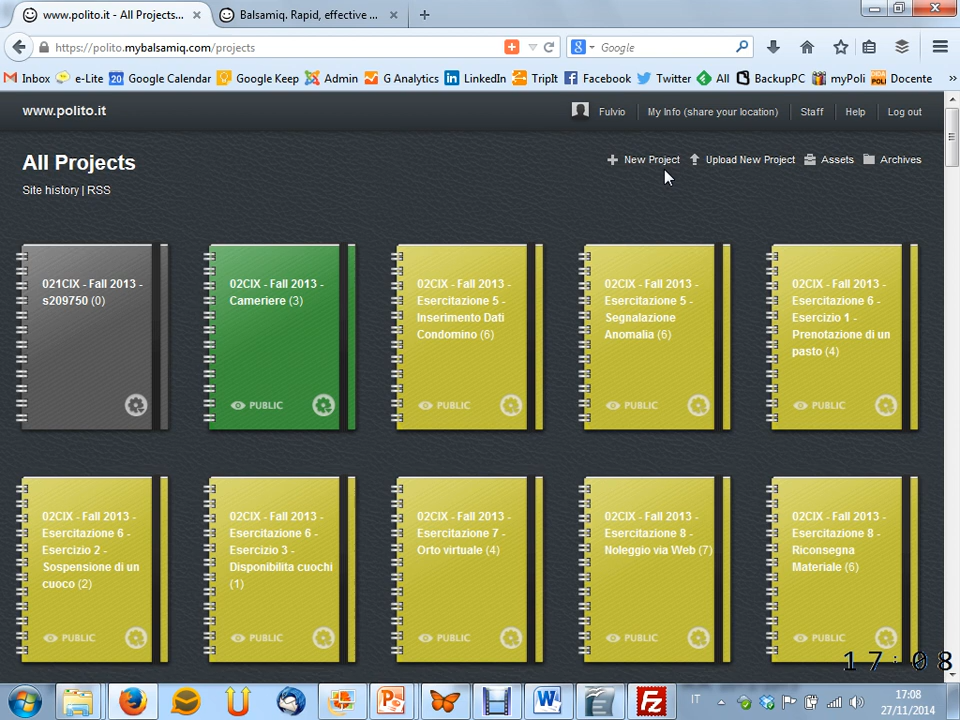 www.polito.it - All Projects...
Balsamiq. Rapid, effective ...
https://polito.mybalsamiq.com/projects
Google
Inbox e-Lite Google Calendar Google Keep Admin G Analytics LinkedIn TripIt Facebook Twitter All BackupPC myPoli Docente
www.polito.it
Fulvio My Info (share your location) Staff Help Log out
All Projects
New Project Upload New Project Assets Archives
Site history | RSS
021CIX - Fall 2013 -
s209750 (0)
02CIX - Fall 2013 -
Cameriere (3)
PUBLIC
02CIX - Fall 2013 -
Esercitazione 5 -
Inserimento Dati
Condomino (6)
PUBLIC
02CIX - Fall 2013 -
Esercitazione 5 -
Segnalazione
Anomalia (6)
PUBLIC
02CIX - Fall 2013 -
Esercitazione 6 -
Esercizio 1 -
Prenotazione di un
pasto (4)
PUBLIC
02CIX - Fall 2013 -
Esercitazione 6 -
Esercizio 2 -
Sospensione di un
cuoco (2)
PUBLIC
02CIX - Fall 2013 -
Esercitazione 6 -
Esercizio 3 -
Disponibilita cuochi
(1)
PUBLIC
02CIX - Fall 2013 -
Esercitazione 7 -
Orto virtuale (4)
PUBLIC
02CIX - Fall 2013 -
Esercitazione 8 -
Noleggio via Web (7)
PUBLIC
02CIX - Fall 2013 -
Esercitazione 8 -
Riconsegna
Materiale (6)
PUBLIC
17:08
IT
17:08
27/11/2014